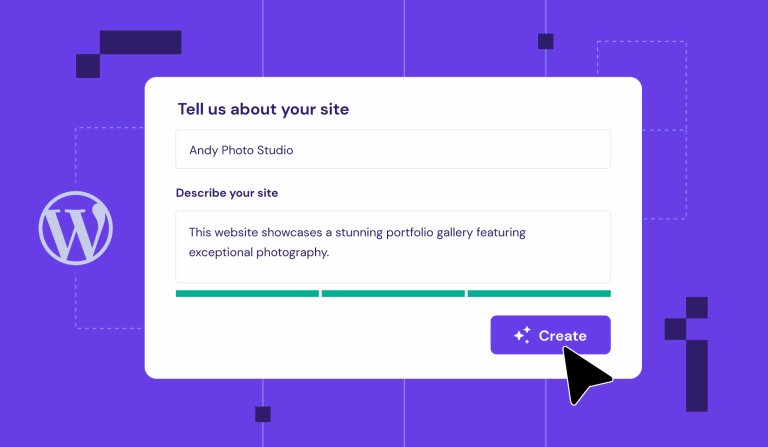 Tell us about your site
Andy Photo Studio
Describe your site
This website showcases a stunning portfolio gallery featuring
exceptional photography.
Create